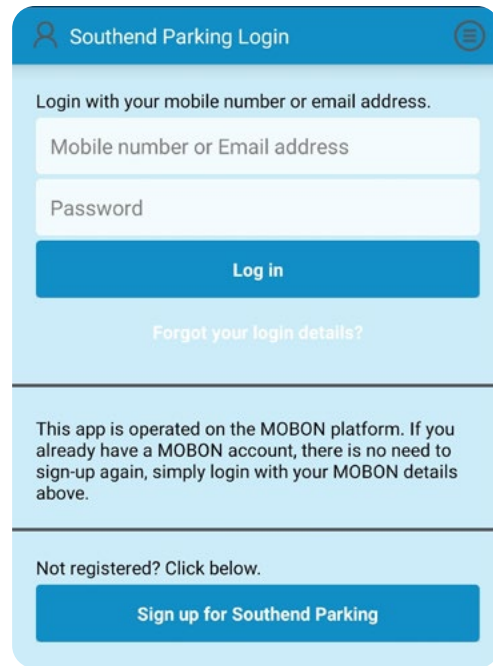 Southend Parking Login
Login with your mobile number or email address.
Mobile number or Email address
Password
Log in
Forgot your login details?
This app is operated on the MOBON platform. If you
already have a MOBON account, there is no need to
sign-up again, simply login with your MOBON details
above.
Not registered? Click below.
Sign up for Southend Parking